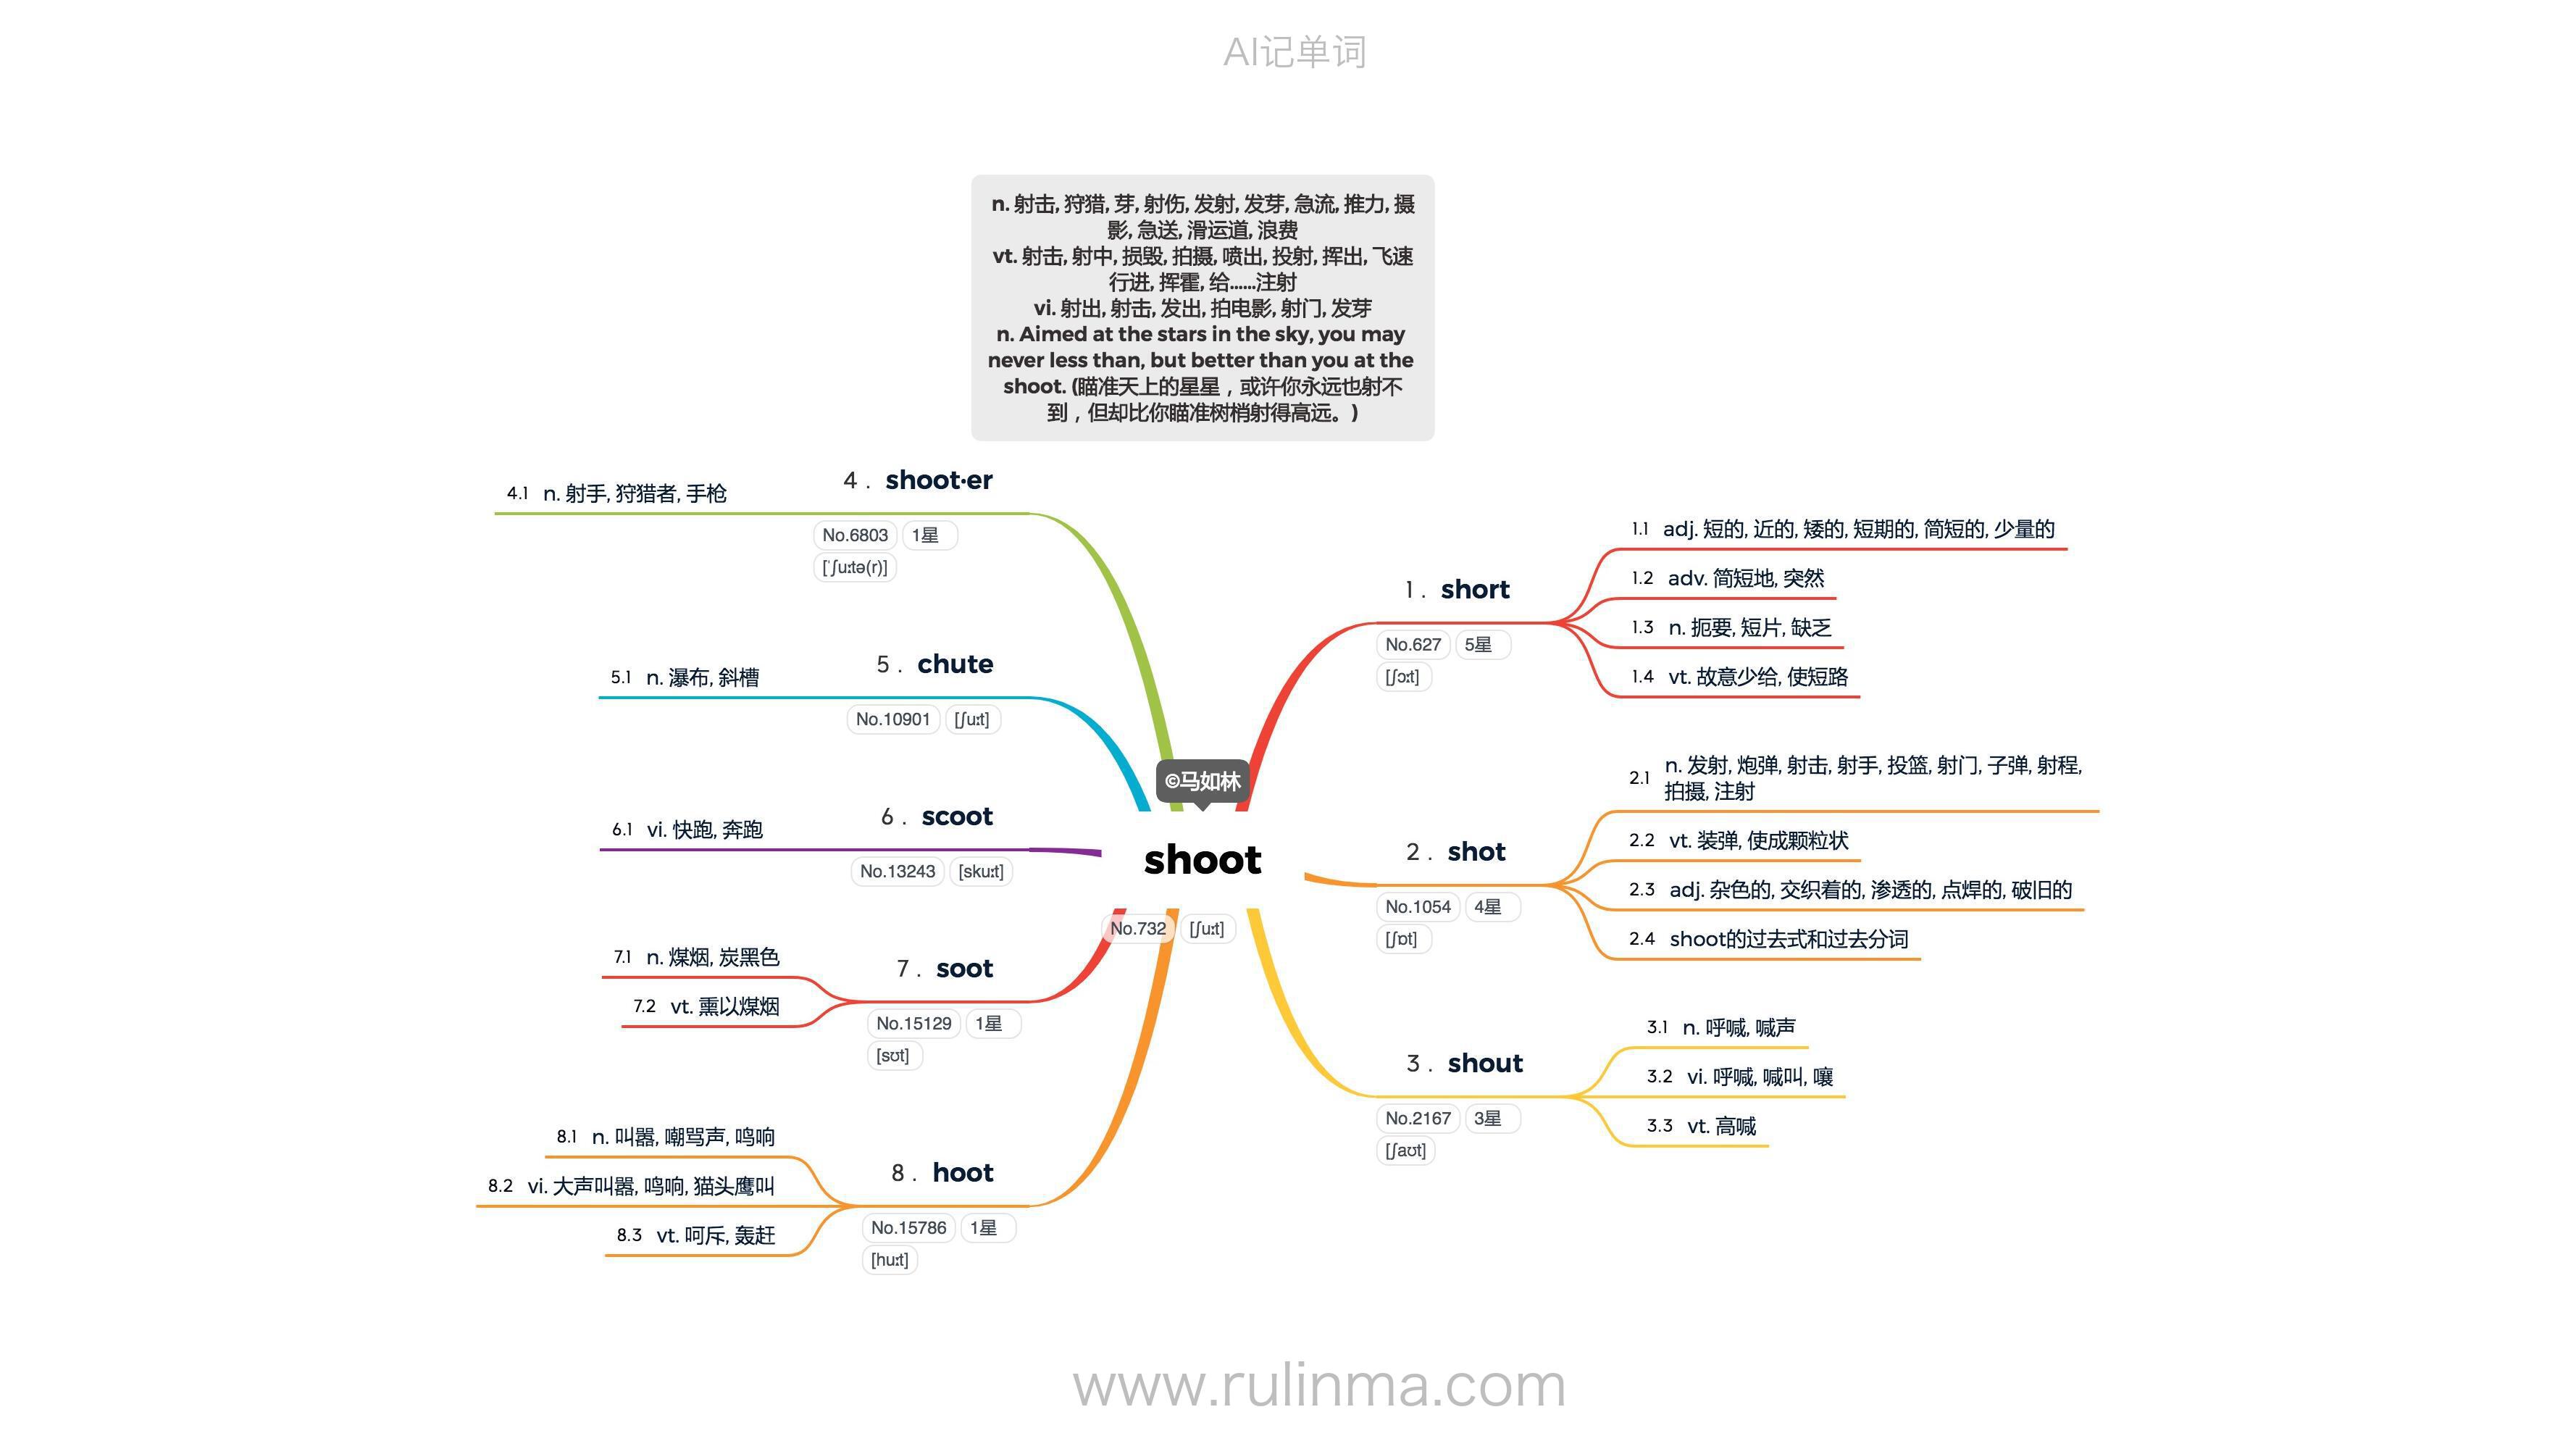 AI记单词
n. 射击, 狩猎, 芽, 射伤, 发射, 发芽, 急流, 推力, 摄
影, 急送, 滑运道, 浪费
vt. 射击, 射中, 损毁, 拍摄, 喷出, 投射, 挥出, 飞速
行进, 挥霍, 给......注射
vi. 射出, 射击, 发出, 拍电影, 射门, 发芽
n. Aimed at the stars in the sky, you may
never less than, but better than you at the
shoot. (瞄准天上的星星，或许你永远也射不
到，但却比你瞄准树梢射得高远。)
©马如林
shoot
No.732 [ʃuːt]
1. short
No.627 5星
[ʃɔːt]
1.1 adj. 短的, 近的, 矮的, 短期的, 简短的, 少量的
1.2 adv. 简短地, 突然
1.3 n. 扼要, 短片, 缺乏
1.4 vt. 故意少给, 使短路
2. shot
No.1054 4星
[ʃɒt]
2.1 n. 发射, 炮弹, 射击, 射手, 投篮, 射门, 子弹, 射程,
拍摄, 注射
2.2 vt. 装弹, 使成颗粒状
2.3 adj. 杂色的, 交织着的, 渗透的, 点焊的, 破旧的
2.4 shoot的过去式和过去分词
3. shout
No.2167 3星
[ʃaʊt]
3.1 n. 呼喊, 喊声
3.2 vi. 呼喊, 喊叫, 嚷
3.3 vt. 高喊
4. shoot·er
No.6803 1星
[ˈʃuːtə(r)]
4.1 n. 射手, 狩猎者, 手枪
5. chute
No.10901 [ʃuːt]
5.1 n. 瀑布, 斜槽
6. scoot
No.13243 [skuːt]
6.1 vi. 快跑, 奔跑
7. soot
No.15129 1星
[sʊt]
7.1 n. 煤烟, 炭黑色
7.2 vt. 熏以煤烟
8. hoot
No.15786 1星
[huːt]
8.1 n. 叫嚣, 嘲骂声, 鸣响
8.2 vi. 大声叫嚣, 鸣响, 猫头鹰叫
8.3 vt. 呵斥, 轰赶
www.rulinma.com